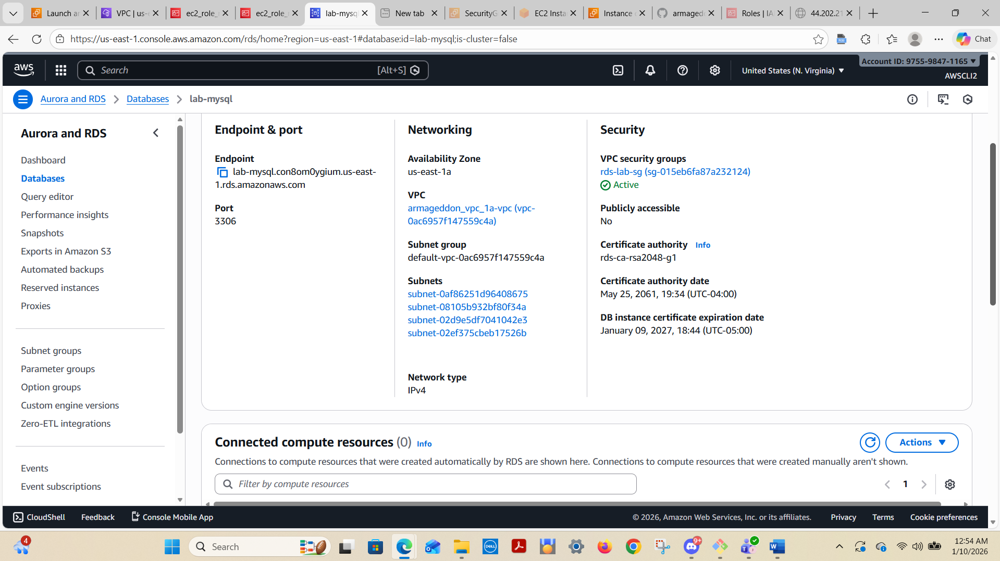 Launch an
VPC | us-e
ec2_role_
ec2_role_
lab-mysql
New tab
SecurityG
EC2 Insta
Instance
armagedd
Roles | IA
44.202.21
https://us-east-1.console.aws.amazon.com/rds/home?region=us-east-1#database:id=lab-mysql;is-cluster=false
Chat
aws
Search
[Alt+S]
United States (N. Virginia)
Account ID: 9755-9847-1165
AWSCLI2
Aurora and RDS
Databases
lab-mysql
Aurora and RDS
Dashboard
Databases
Query editor
Performance insights
Snapshots
Exports in Amazon S3
Automated backups
Reserved instances
Proxies
Subnet groups
Parameter groups
Option groups
Custom engine versions
Zero-ETL integrations
Events
Event subscriptions
Endpoint & port
Endpoint
lab-mysql.con8om0ygium.us-east-
1.rds.amazonaws.com
Port
3306
Networking
Availability Zone
us-east-1a
VPC
armageddon_vpc_1a-vpc (vpc-
0ac6957f147559c4a)
Subnet group
default-vpc-0ac6957f147559c4a
Subnets
subnet-0af86251d96408675
subnet-08105b932bf80f34a
subnet-02d9e5df7041042e3
subnet-02ef375cbeb17526b
Network type
IPv4
Security
VPC security groups
rds-lab-sg (sg-015eb6fa87a232124)
Active
Publicly accessible
No
Certificate authority Info
rds-ca-rsa2048-g1
Certificate authority date
May 25, 2061, 19:34 (UTC-04:00)
DB instance certificate expiration date
January 09, 2027, 18:44 (UTC-05:00)
Connected compute resources (0) Info
Actions
Connections to compute resources that were created automatically by RDS are shown here. Connections to compute resources that were created manually aren't shown.
Filter by compute resources
1
CloudShell
Feedback
Console Mobile App
© 2026, Amazon Web Services, Inc. or its affiliates.
Privacy
Terms
Cookie preferences
4
Search
DELL
9+
12:54 AM
1/10/2026